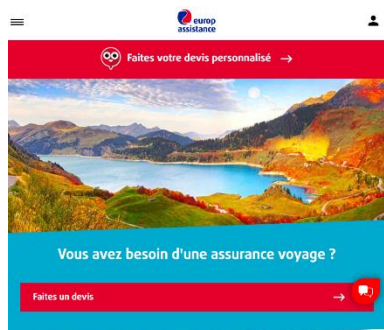 europ
assistance
Faites votre devis personnalisé
Vous avez besoin d'une assurance voyage ?
Faites un devis